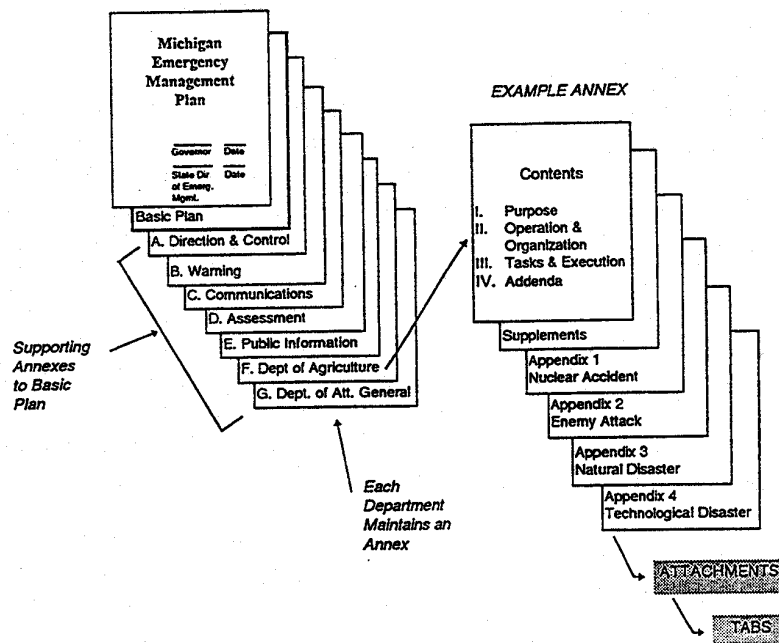 Michigan
Emergency
Management
Plan
Governor Date
State Dir Date
of Emerg.
Mgmt.
Basic Plan
A. Direction & Control
B. Warning
C. Communications
D. Assessment
E. Public Information
F. Dept of Agriculture
G. Dept. of Att. General
Supporting
Annexes
to Basic
Plan
Each
Department
Maintains an
Annex
EXAMPLE ANNEX
Contents
I. Purpose
II. Operation &
Organization
III. Tasks & Execution
IV. Addenda
Supplements
Appendix 1
Nuclear Accident
Appendix 2
Enemy Attack
Appendix 3
Natural Disaster
Appendix 4
Technological Disaster
ATTACHMENTS
TABS